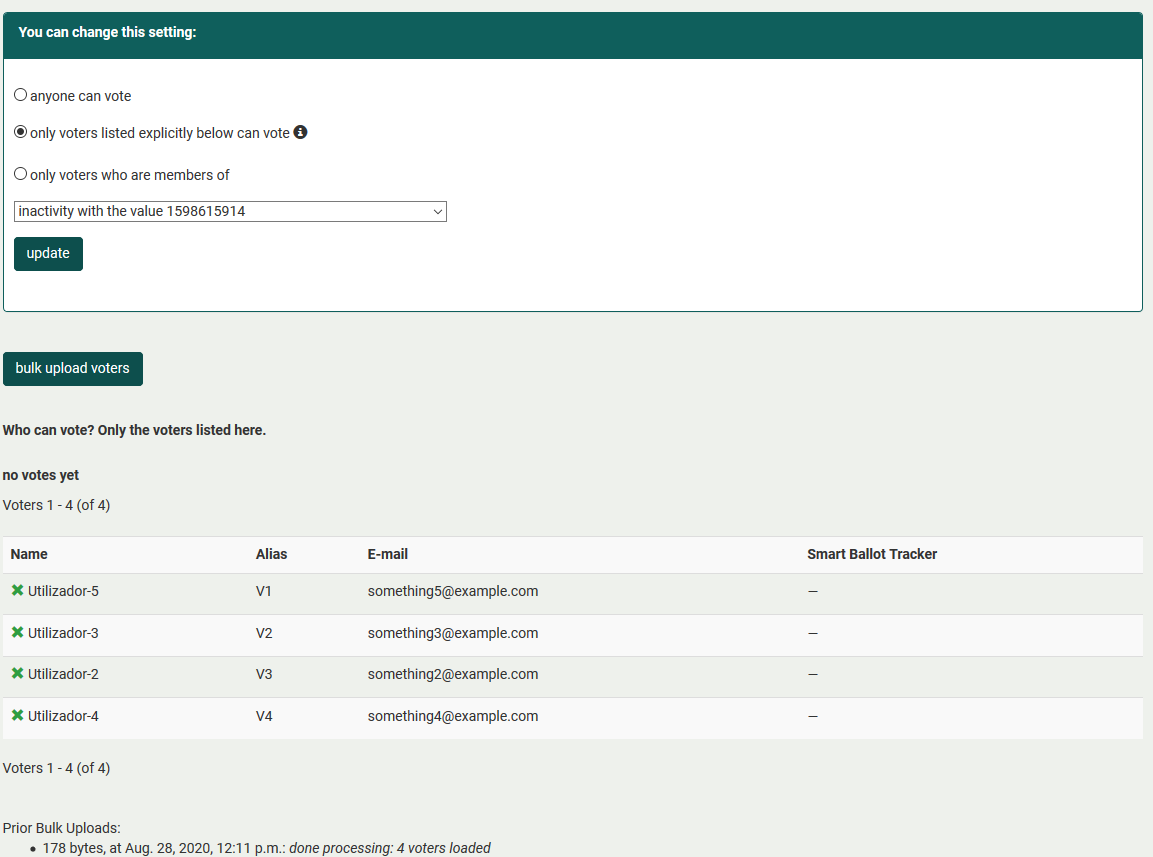 You can change this setting:
anyone can vote
only voters listed explicitly below can vote
only voters who are members of
inactivity with the value 1598615914
update
bulk upload voters
Who can vote? Only the voters listed here.
no votes yet
Voters 1 - 4 (of 4)
Name Alias E-mail Smart Ballot Tracker
Utilizador-5 V1 something5@example.com —
Utilizador-3 V2 something3@example.com —
Utilizador-2 V3 something2@example.com —
Utilizador-4 V4 something4@example.com —
Voters 1 - 4 (of 4)
Prior Bulk Uploads:
• 178 bytes, at Aug. 28, 2020, 12:11 p.m.: done processing: 4 voters loaded